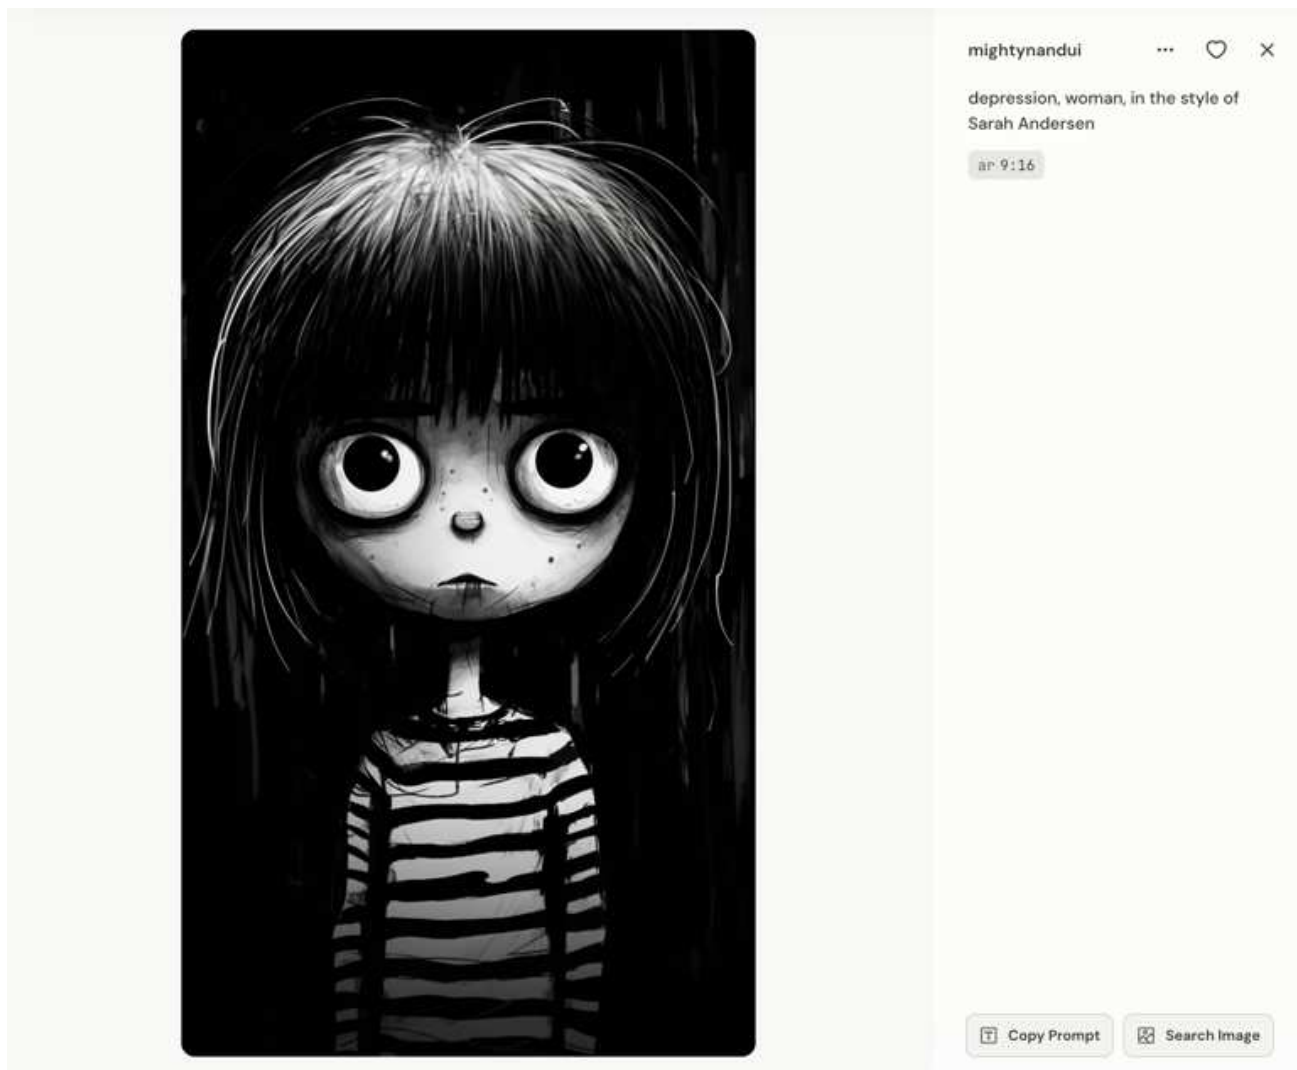 mightynandui
depression, woman, in the style of
Sarah Andersen
ar 9:16
Copy Prompt
Search Image